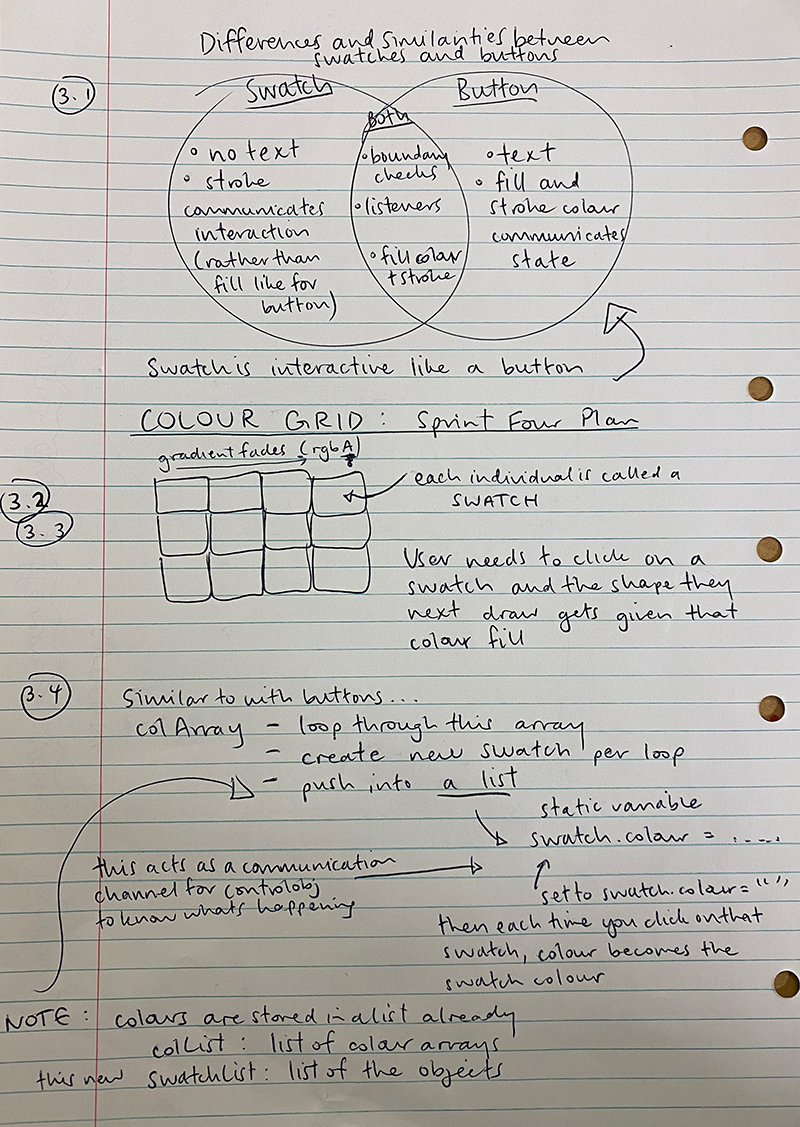 Differences and similarities between
swatches and buttons
3.1
Swatch
Both
Button
• no text
• stroke
communicates
interaction
(rather than
fill like for
button)
• boundary
checks
• listeners
• fill colour
+ stroke
• text
• fill and
stroke colour
communicates
state
Swatch is interactive like a button
COLOUR GRID: Sprint Four Plan
gradient fades (rgbA)
?
each individual is called a
SWATCH
3.2
3.3
User needs to click on a
swatch and the shape they
next draw gets given that
colour fill
3.4
Similar to with buttons...
colArray - loop through this array
- create new swatch per loop
- push into a list
static variable
swatch.colour = .....
this acts as a communication
channel for controlobj
to know whats happening
set to swatch.colour = " "
then each time you click on that
swatch, colour becomes the
swatch colour
NOTE: colours are stored in a list already
colList: list of colour arrays
this new swatchList: list of the objects